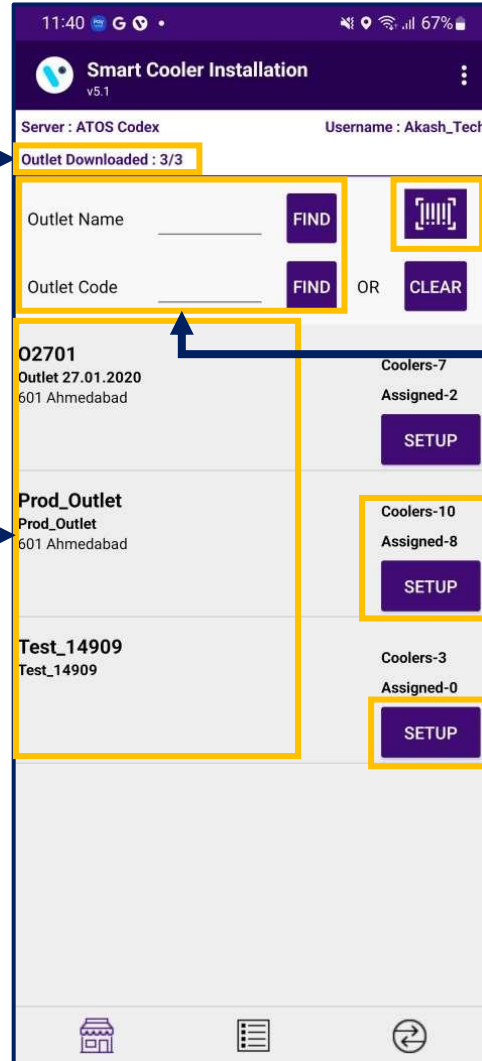 11:40 G
67%
Smart Cooler Installation
v5.1
Server : ATOS Codex Username : Akash_Tech
Outlet Downloaded : 3/3
Outlet Name FIND
Outlet Code FIND OR CLEAR
O2701
Outlet 27.01.2020
601 Ahmedabad
Coolers-7
Assigned-2
SETUP
Prod_Outlet
Prod_Outlet
601 Ahmedabad
Coolers-10
Assigned-8
SETUP
Test_14909
Test_14909
Coolers-3
Assigned-0
SETUP